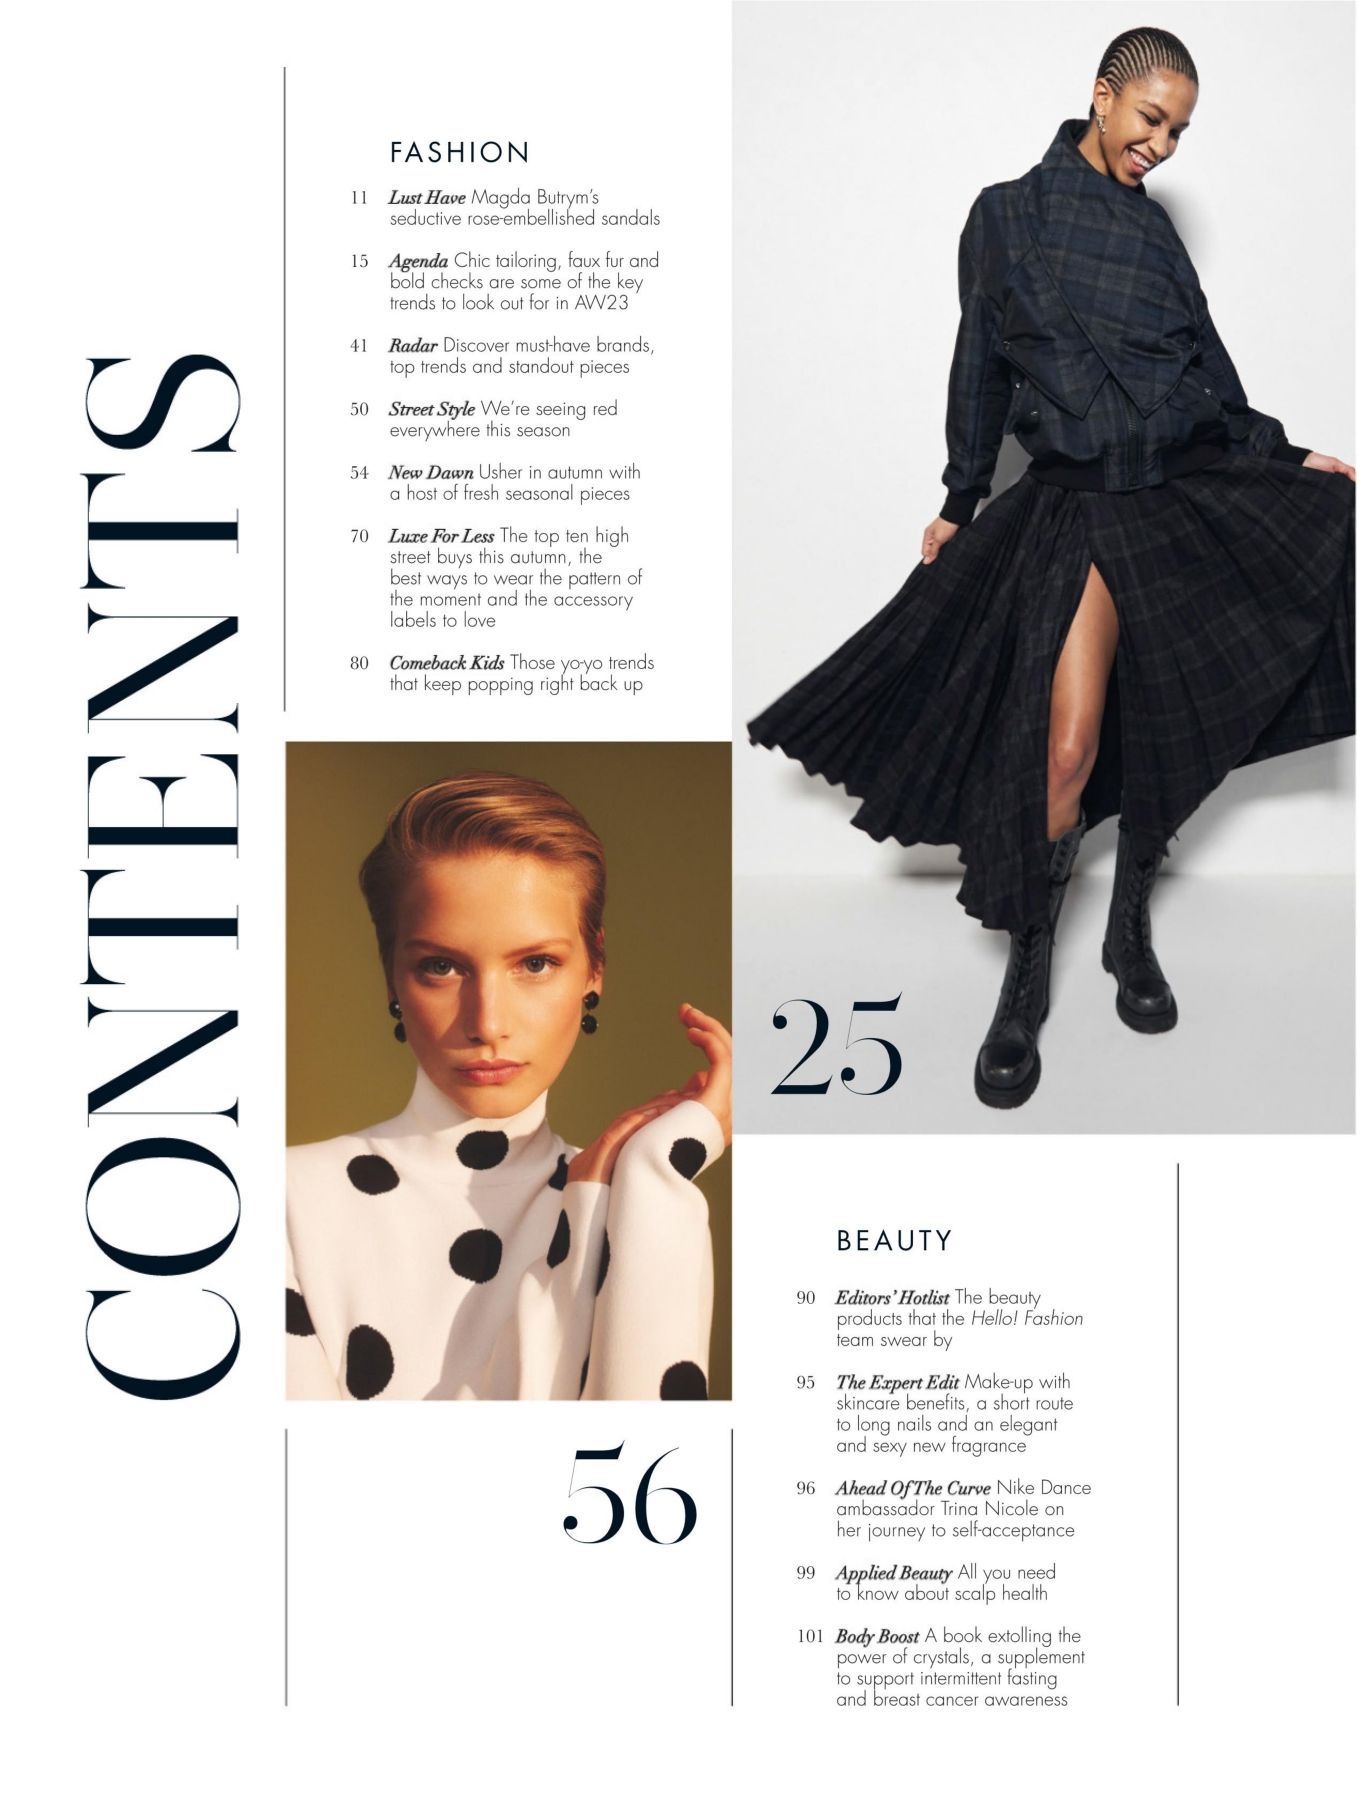 CONTENTS
FASHION
11 Lust Have Magda Butrym’s
seductive rose-embellished sandals
15 Agenda Chic tailoring, faux fur and
bold checks are some of the key
trends to look out for in AW23
41 Radar Discover must-have brands,
top trends and standout pieces
50 Street Style We’re seeing red
everywhere this season
54 New Dawn Usher in autumn with
a host of fresh seasonal pieces
70 Luxe For Less The top ten high
street buys this autumn, the
best ways to wear the pattern of
the moment and the accessory
labels to love
80 Comeback Kids Those yo-yo trends
that keep popping right back up
25
56
BEAUTY
90 Editors’ Hotlist The beauty
products that the Hello! Fashion
team swear by
95 The Expert Edit Make-up with
skincare benefits, a short route
to long nails and an elegant
and sexy new fragrance
96 Ahead Of The Curve Nike Dance
ambassador Trina Nicole on
her journey to self-acceptance
99 Applied Beauty All you need
to know about scalp health
101 Body Boost A book extolling the
power of crystals, a supplement
to support intermittent fasting
and breast cancer awareness